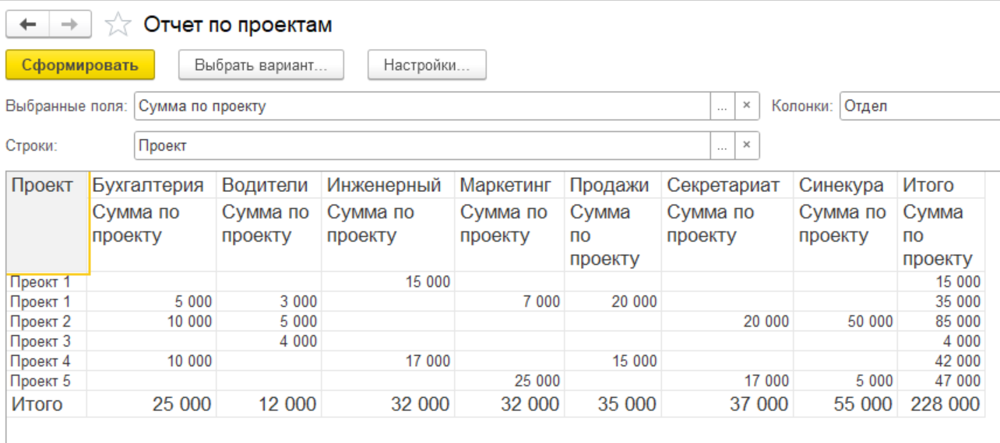 Отчет по проектам
Сформировать Выбрать вариант... Настройки...
Выбранные поля: Сумма по проекту ... × Колонки: Отдел
Строки: Проект ... ×
Проект Бухгалтерия Водители Инженерный Маркетинг Продажи Секретариат Синекура Итого
Сумма по Сумма по Сумма по Сумма по Сумма Сумма по Сумма по Сумма
проекту проекту проекту проекту по проекту проекту по
проекту проекту
Преокт 1 15 000 15 000
Проект 1 5 000 3 000 7 000 20 000 35 000
Проект 2 10 000 5 000 20 000 50 000 85 000
Проект 3 4 000 4 000
Проект 4 10 000 17 000 15 000 42 000
Проект 5 25 000 17 000 5 000 47 000
Итого 25 000 12 000 32 000 32 000 35 000 37 000 55 000 228 000